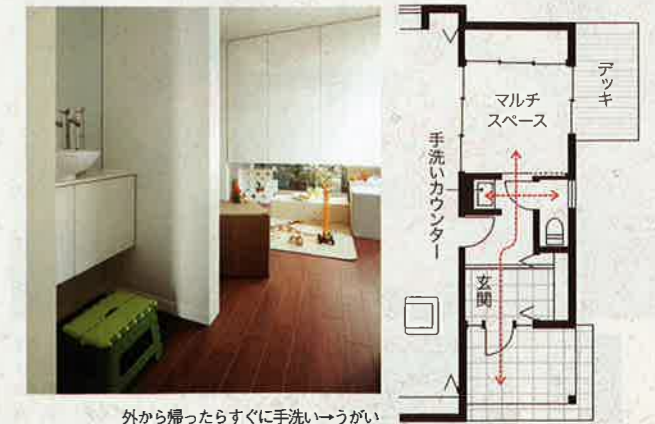 デッキ
マルチ
スペース
手洗いカウンター
玄関
外から帰ったらすぐに手洗い→うがい